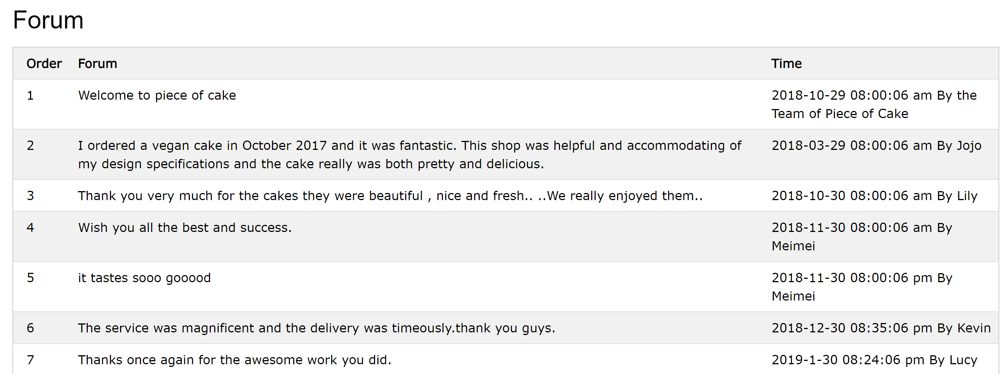 Forum
Order Forum Time
1 Welcome to piece of cake 2018-10-29 08:00:06 am By the
Team of Piece of Cake
2 I ordered a vegan cake in October 2017 and it was fantastic. This shop was helpful and accommodating of 2018-03-29 08:00:06 am By Jojo
my design specifications and the cake really was both pretty and delicious.
3 Thank you very much for the cakes they were beautiful , nice and fresh.. ..We really enjoyed them.. 2018-10-30 08:00:06 am By Lily
4 Wish you all the best and success. 2018-11-30 08:00:06 am By
Meimei
5 it tastes sooo gooood 2018-11-30 08:00:06 pm By
Meimei
6 The service was magnificent and the delivery was timeously.thank you guys. 2018-12-30 08:35:06 pm By Kevin
7 Thanks once again for the awesome work you did. 2019-1-30 08:24:06 pm By Lucy